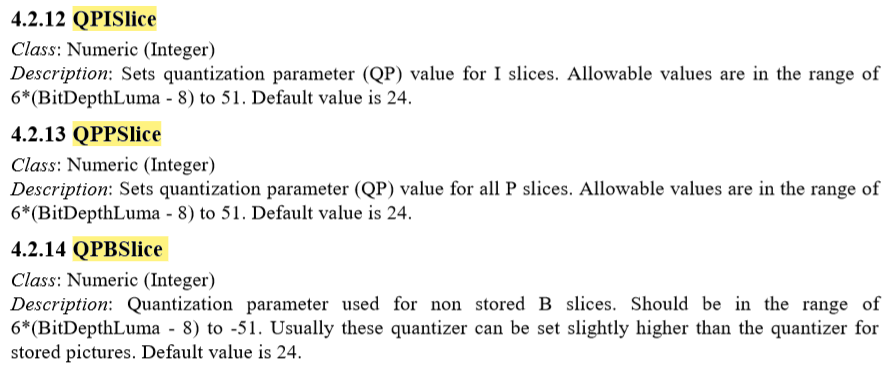 4.2.12 QPISlice
Class: Numeric (Integer)
Description: Sets quantization parameter (QP) value for I slices. Allowable values are in the range of
6*(BitDepthLuma - 8) to 51. Default value is 24.
4.2.13 QPPSlice
Class: Numeric (Integer)
Description: Sets quantization parameter (QP) value for all P slices. Allowable values are in the range of
6*(BitDepthLuma - 8) to 51. Default value is 24.
4.2.14 QPBSlice
Class: Numeric (Integer)
Description: Quantization parameter used for non stored B slices. Should be in the range of
6*(BitDepthLuma - 8) to -51. Usually these quantizer can be set slightly higher than the quantizer for
stored pictures. Default value is 24.